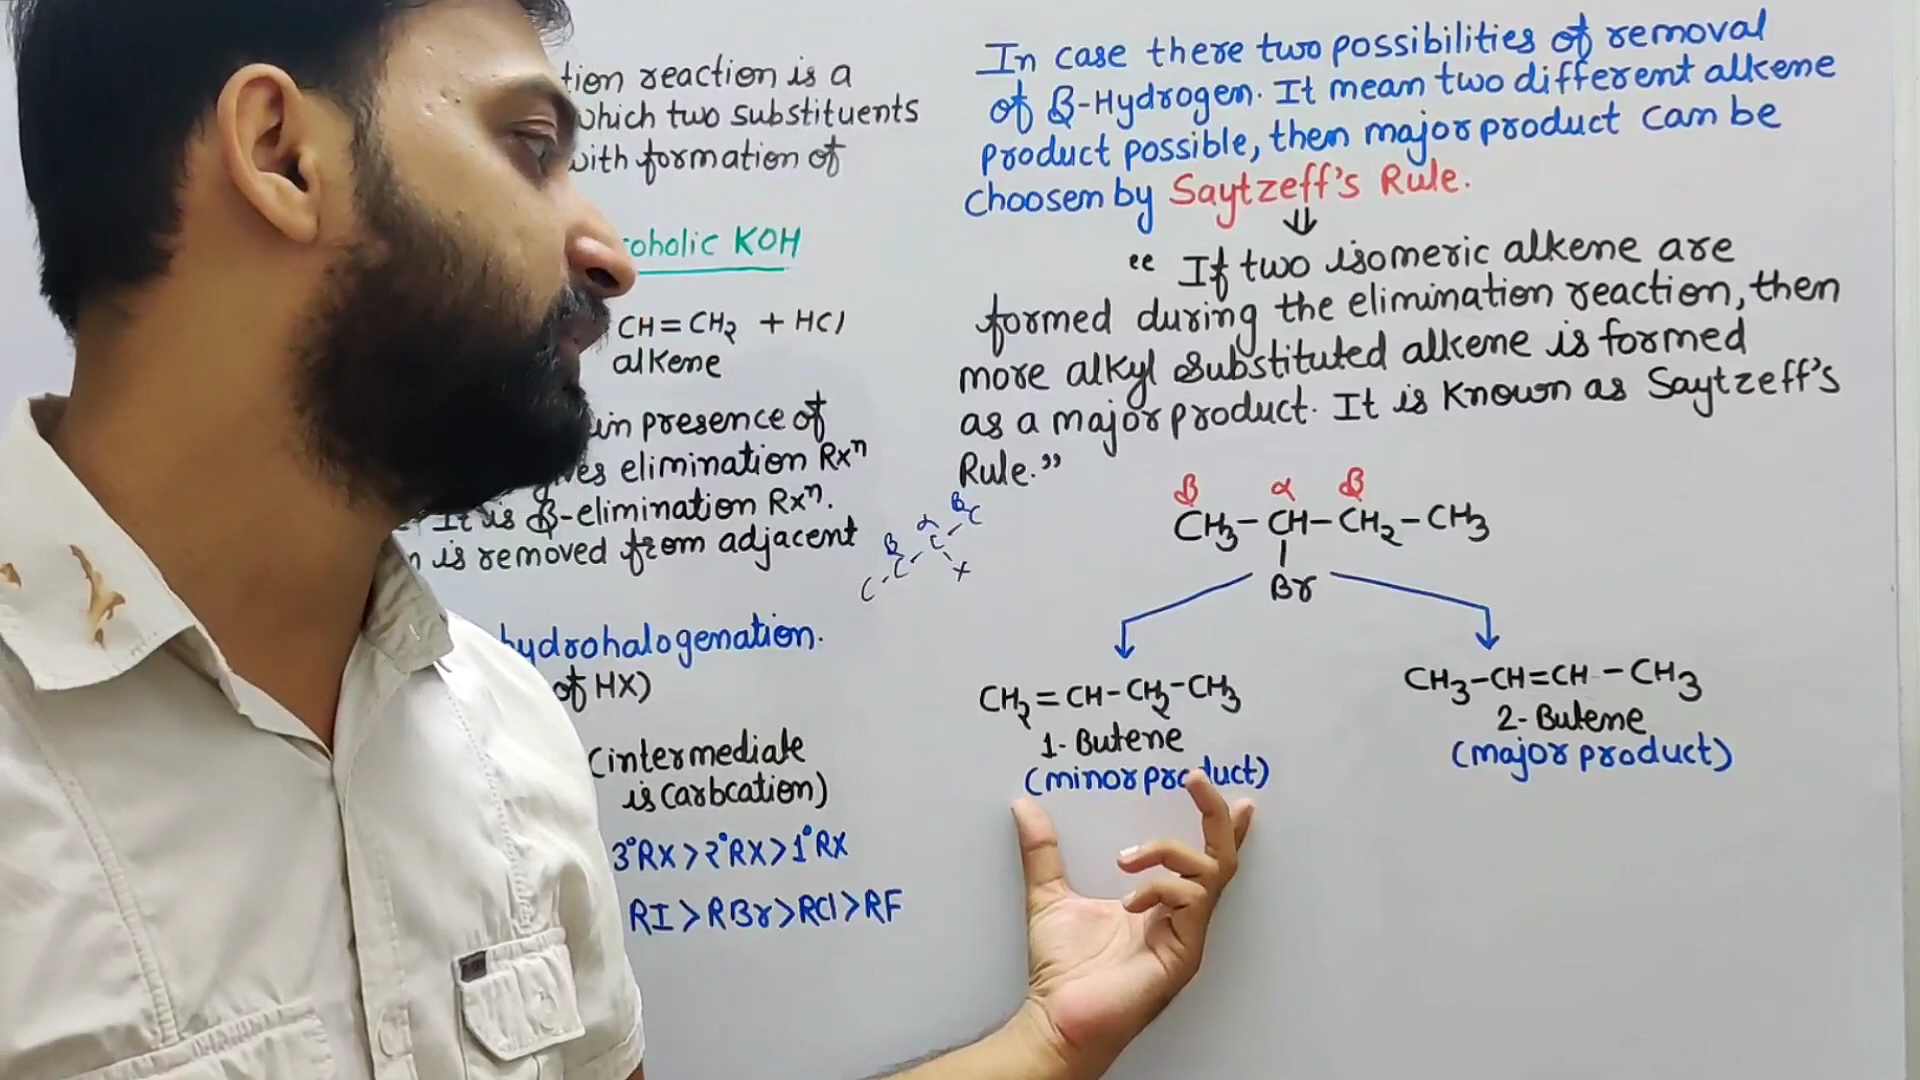 tion reaction is a
which two substituents
with formation of
coholic KOH
CH=CH₂ + HCl
alkene
in presence of
ves elimination Rxⁿ
It is β-elimination Rxⁿ.
n is removed from adjacent
hydrohalogenation.
of HX)
(intermediate
is carbcation)
3°RX > 2°RX > 1°RX
RI > RBr > RCl > RF
In case there two possibilities of removal
of β-Hydrogen. It mean two different alkene
product possible, then major product can be
choosen by Saytzeff's Rule.
⇓
“ If two isomeric alkene are
formed during the elimination reaction, then
more alkyl substituted alkene is formed
as a major product. It is known as Saytzeff's
Rule.”
β α β
CH₃-CH-CH₂-CH₃
Br
β C
α
β C
C C X
CH₂=CH-CH₂-CH₃
1-Butene
(minor product)
CH₃-CH=CH-CH₃
2-Butene
(major product)